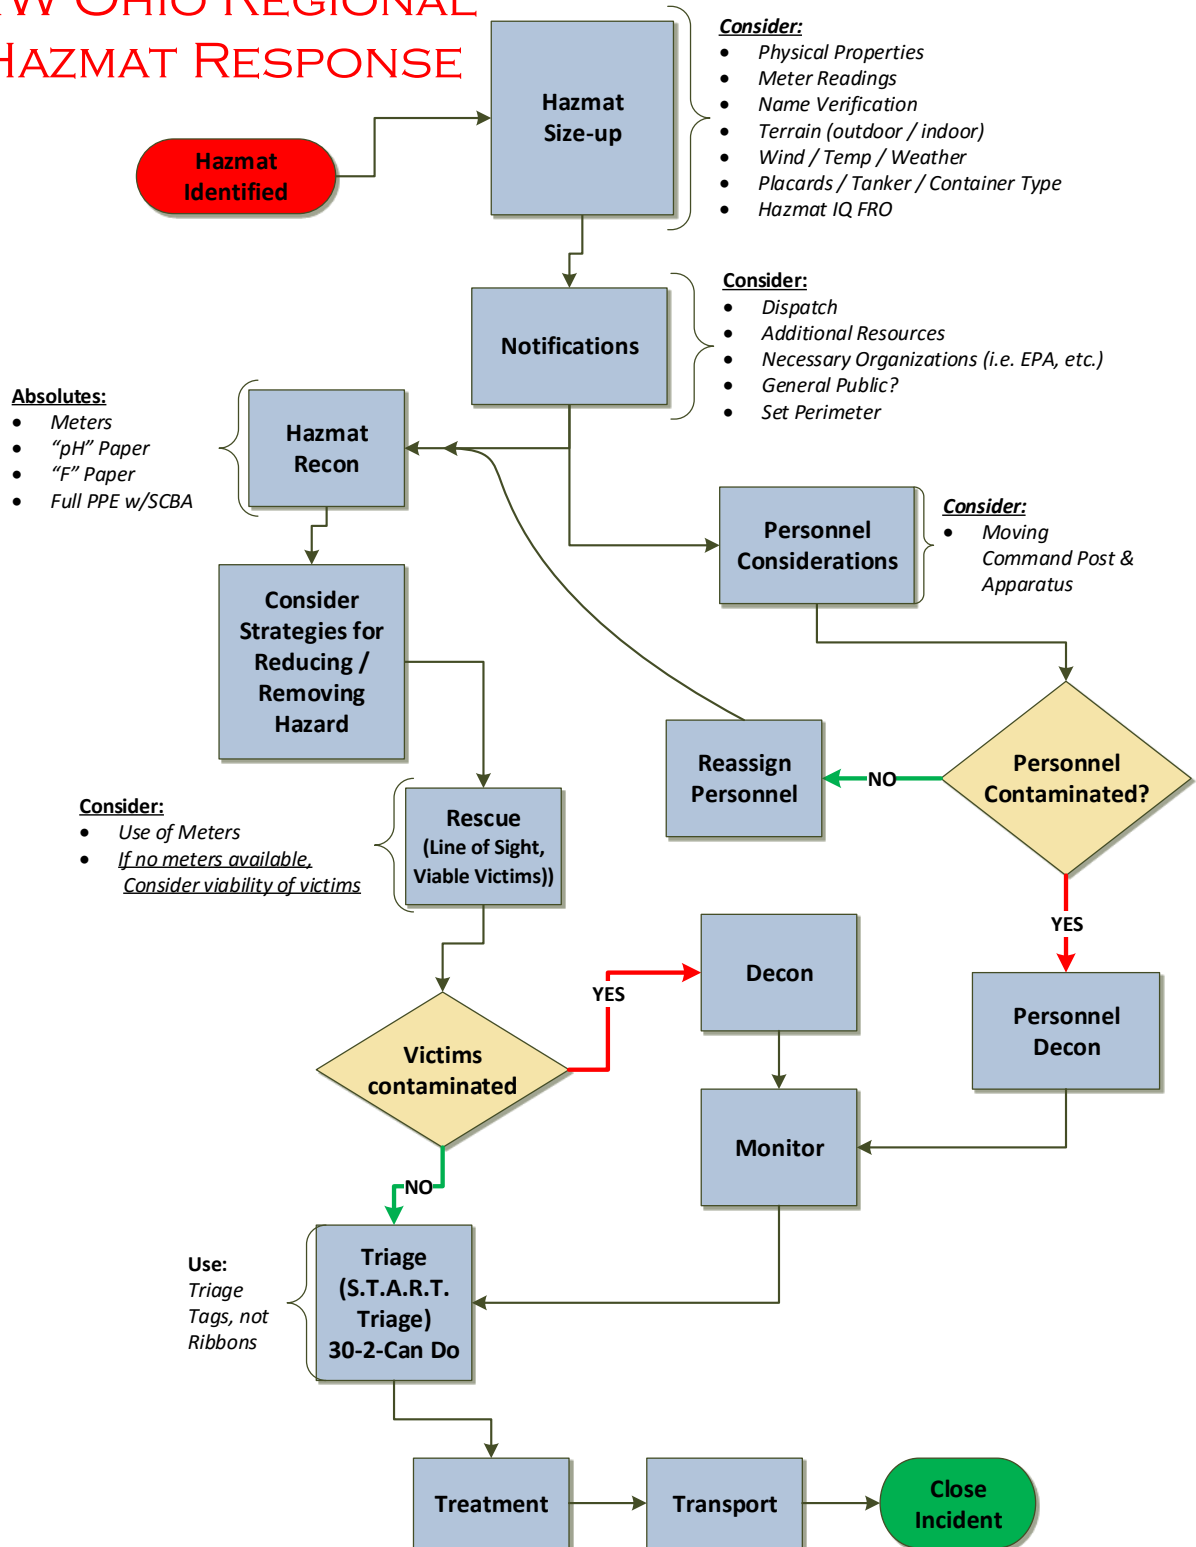 W OHIO REGIONAL
HAZMAT RESPONSE
Hazmat
Identified
Hazmat
Size-up
Consider:
• Physical Properties
• Meter Readings
• Name Verification
• Terrain (outdoor / indoor)
• Wind / Temp / Weather
• Placards / Tanker / Container Type
• Hazmat IQ FRO
Notifications
Consider:
• Dispatch
• Additional Resources
• Necessary Organizations (i.e. EPA, etc.)
• General Public?
• Set Perimeter
Absolutes:
• Meters
• “pH” Paper
• “F” Paper
• Full PPE w/SCBA
Hazmat
Recon
Personnel
Considerations
Consider:
• Moving
Command Post &
Apparatus
Consider
Strategies for
Reducing /
Removing
Hazard
Reassign
Personnel
NO
Personnel
Contaminated?
YES
Personnel
Decon
Consider:
• Use of Meters
• If no meters available,
Consider viability of victims
Rescue
(Line of Sight,
Viable Victims))
Victims
contaminated
YES
Decon
Monitor
NO
Use:
Triage
Tags, not
Ribbons
Triage
(S.T.A.R.T.
Triage)
30-2-Can Do
Treatment
Transport
Close
Incident